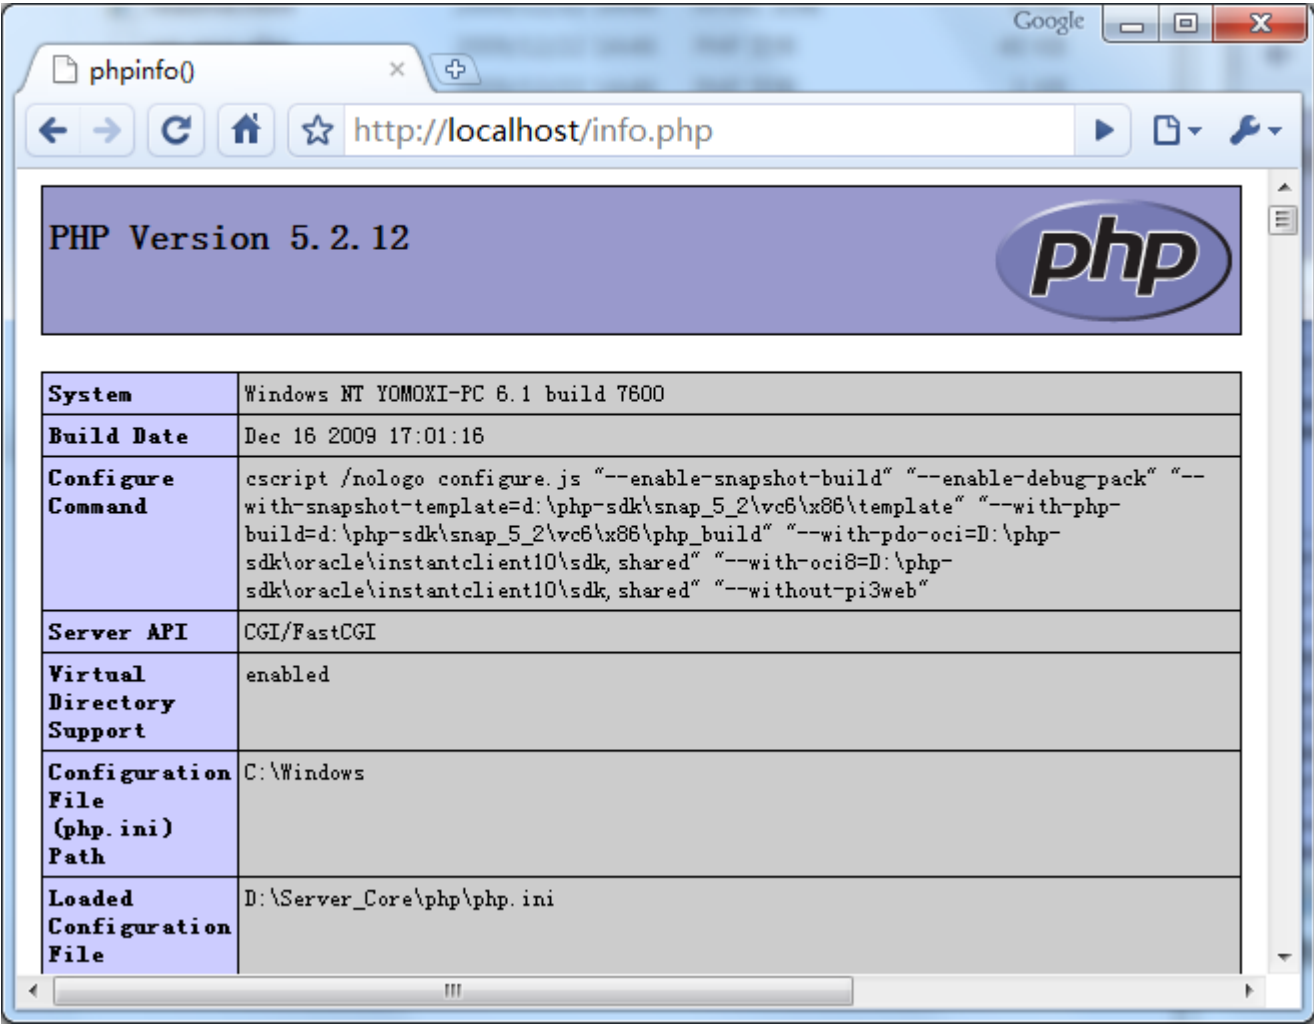 Google
phpinfo()
http://localhost/info.php
PHP Version 5.2.12
php
System
Windows NT YOMOXI-PC 6.1 build 7600
Build Date
Dec 16 2009 17:01:16
Configure
Command
cscript /nologo configure.js "--enable-snapshot-build" "--enable-debug-pack" "--
with-snapshot-template=d:\php-sdk\snap_5_2\vc6\x86\template" "--with-php-
build=d:\php-sdk\snap_5_2\vc6\x86\php_build" "--with-pdo-oci=D:\php-
sdk\oracle\instantclient10\sdk,shared" "--with-oci8=D:\php-
sdk\oracle\instantclient10\sdk,shared" "--without-pi3web"
Server API
CGI/FastCGI
Virtual
Directory
Support
enabled
Configuration
File
(php.ini)
Path
C:\Windows
Loaded
Configuration
File
D:\Server_Core\php\php.ini